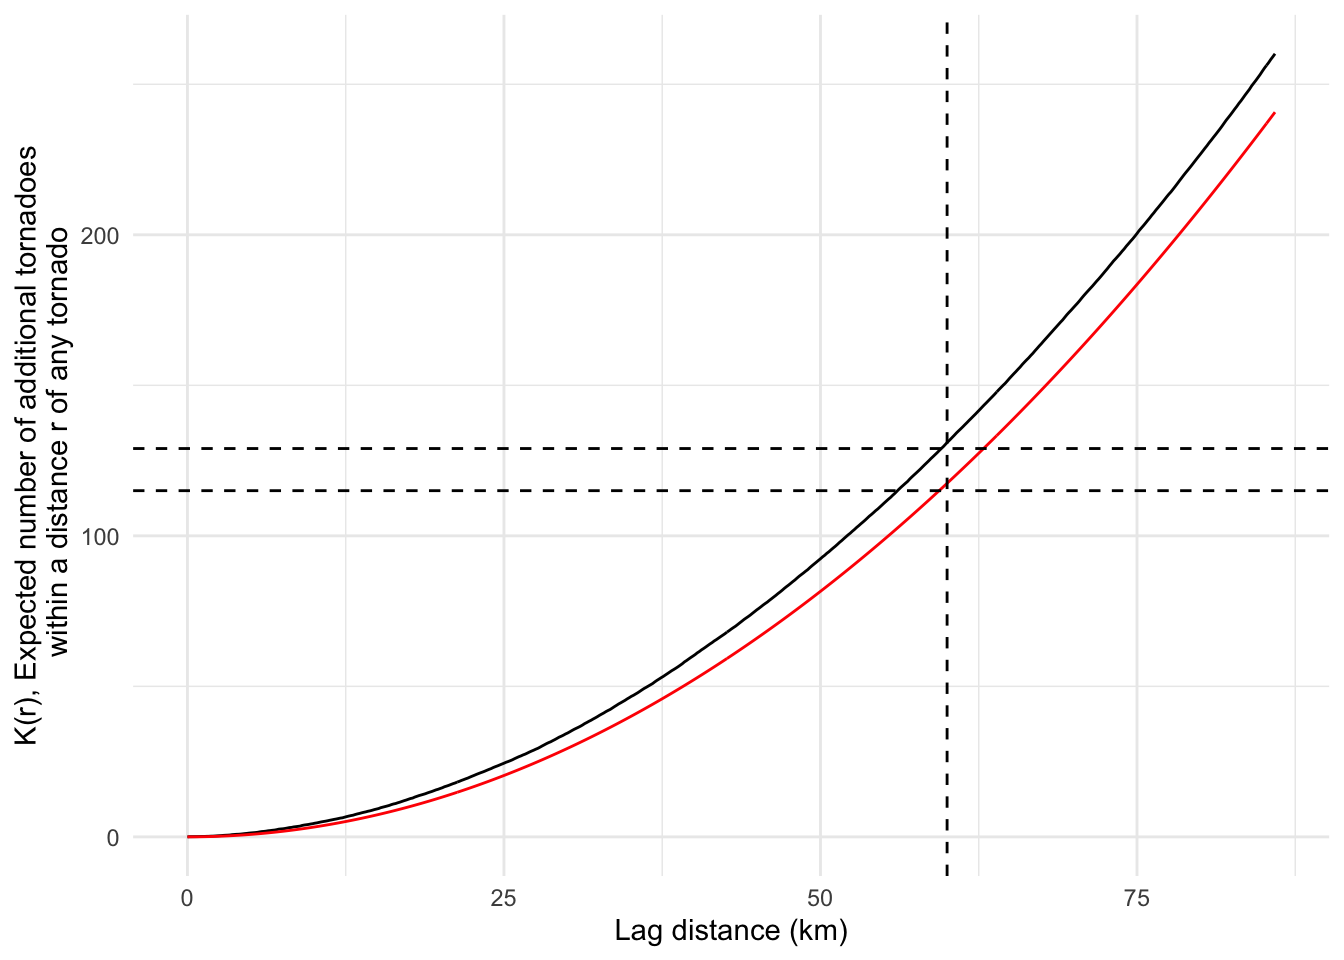 K(r), Expected number of additional tornadoes
within a distance r of any tornado
200
100
0
0
25
50
75
Lag distance (km)